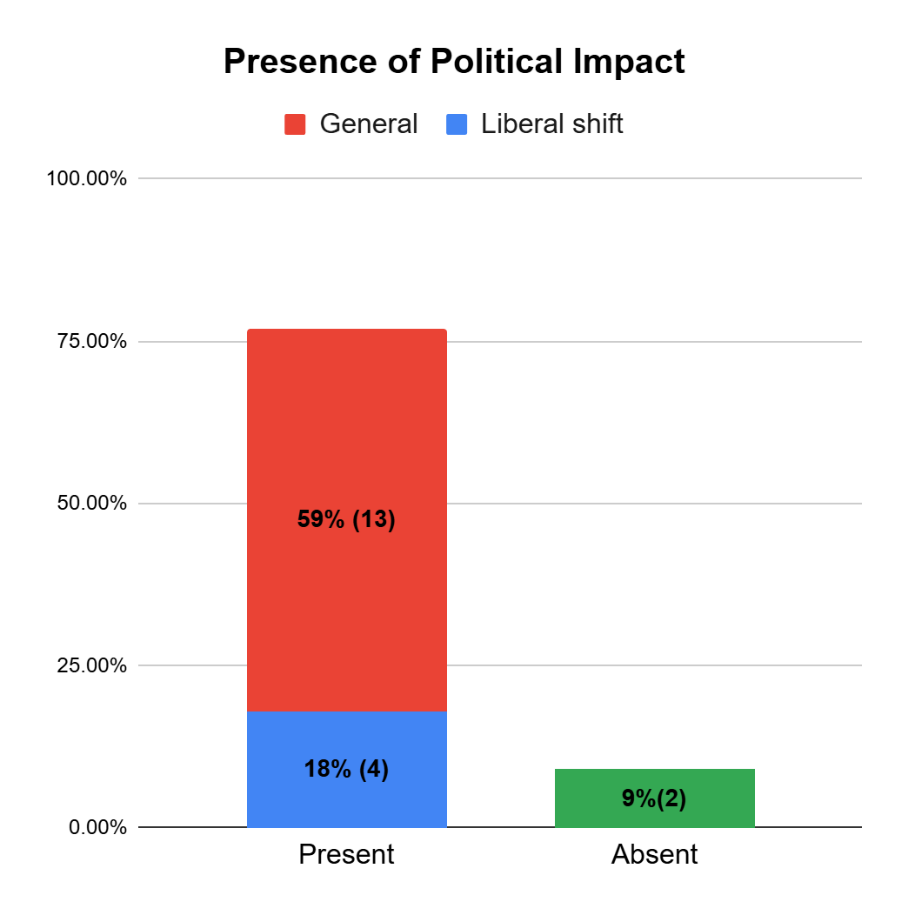 Presence of Political Impact
General
Liberal shift
100.00%
75.00%
50.00%
25.00%
0.00%
59% (13)
18% (4)
9%(2)
Present
Absent